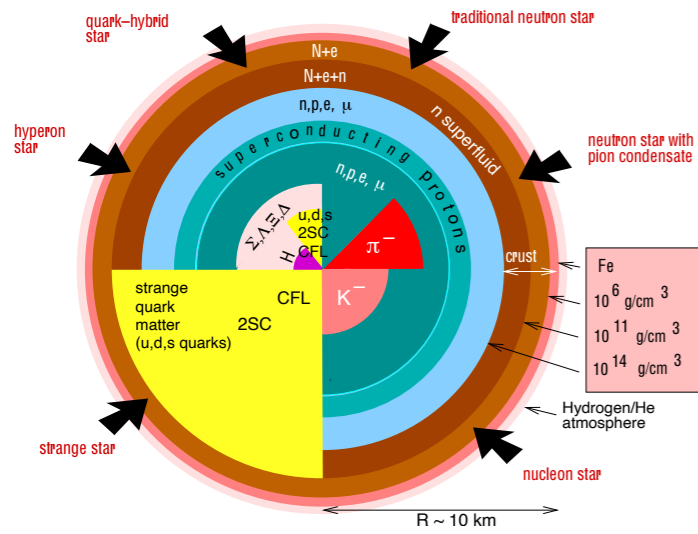 quark–hybrid
star
traditional neutron star
N+e
N+e+n
n,p,e, μ
n superfluid
hyperon
star
neutron star with
pion condensate
superconducting protons
n,p,e, μ
Σ,Λ,Ξ,Δ
u,d,s
2SC
CFL
H
π⁻
K⁻
crust
Fe
10⁶ g/cm³
10¹¹ g/cm³
10¹⁴ g/cm³
strange
quark
matter
(u,d,s quarks)
CFL
2SC
Hydrogen/He
atmosphere
strange star
nucleon star
R ~ 10 km